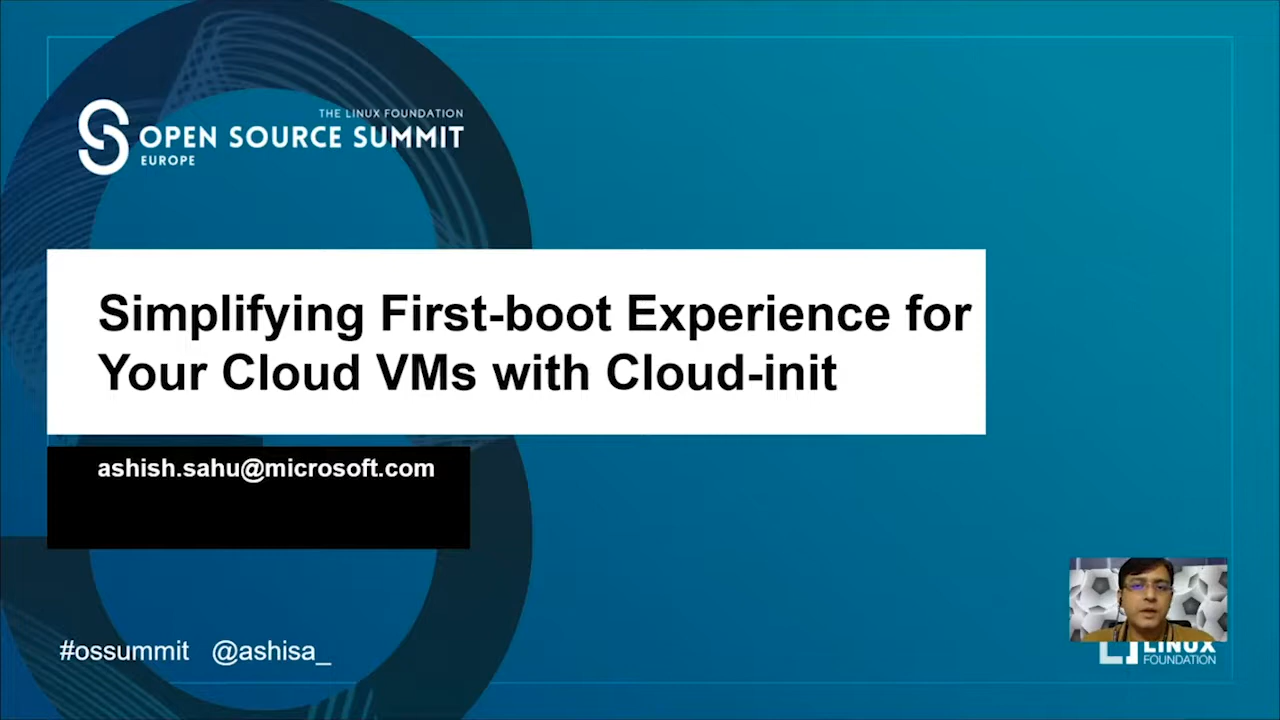 THE LINUX FOUNDATION
OPEN SOURCE SUMMIT
EUROPE
Simplifying First-boot Experience for
Your Cloud VMs with Cloud-init
ashish.sahu@microsoft.com
#ossummit @ashisa_
LINUX
FOUNDATION